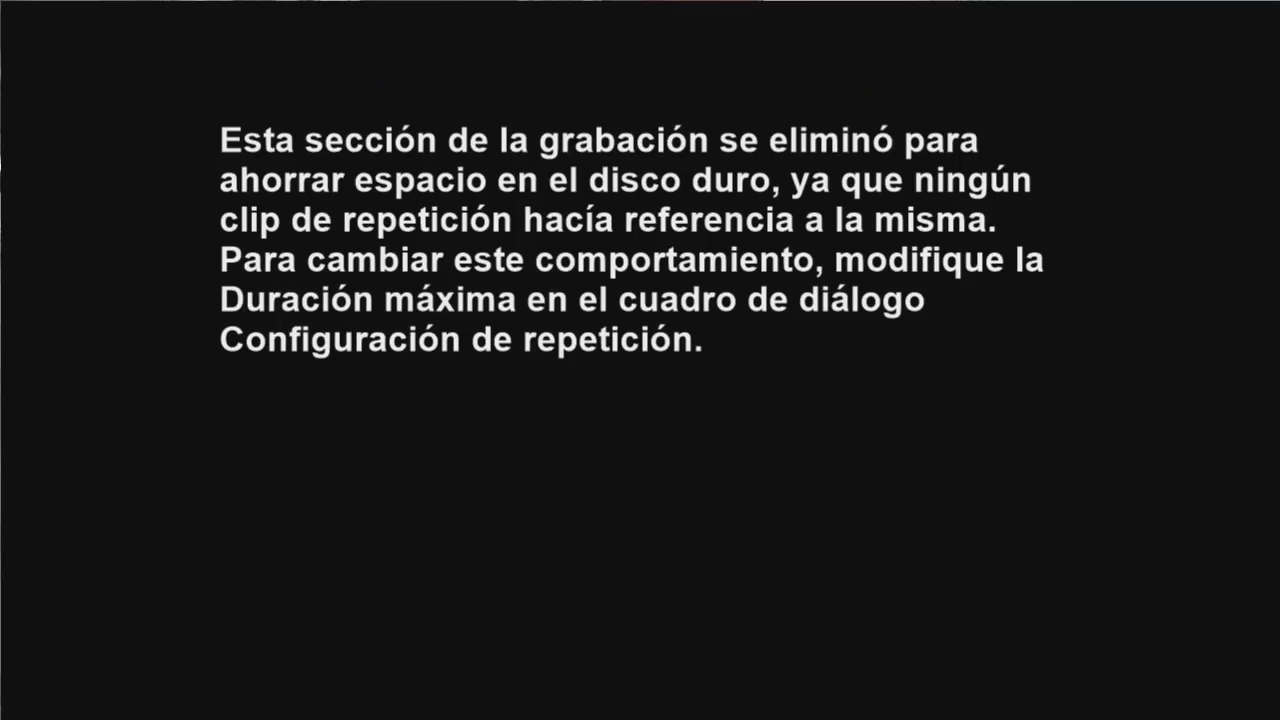 Esta sección de la grabación se eliminó para
ahorrar espacio en el disco duro, ya que ningún
clip de repetición hacía referencia a la misma.
Para cambiar este comportamiento, modifique la
Duración máxima en el cuadro de diálogo
Configuración de repetición.